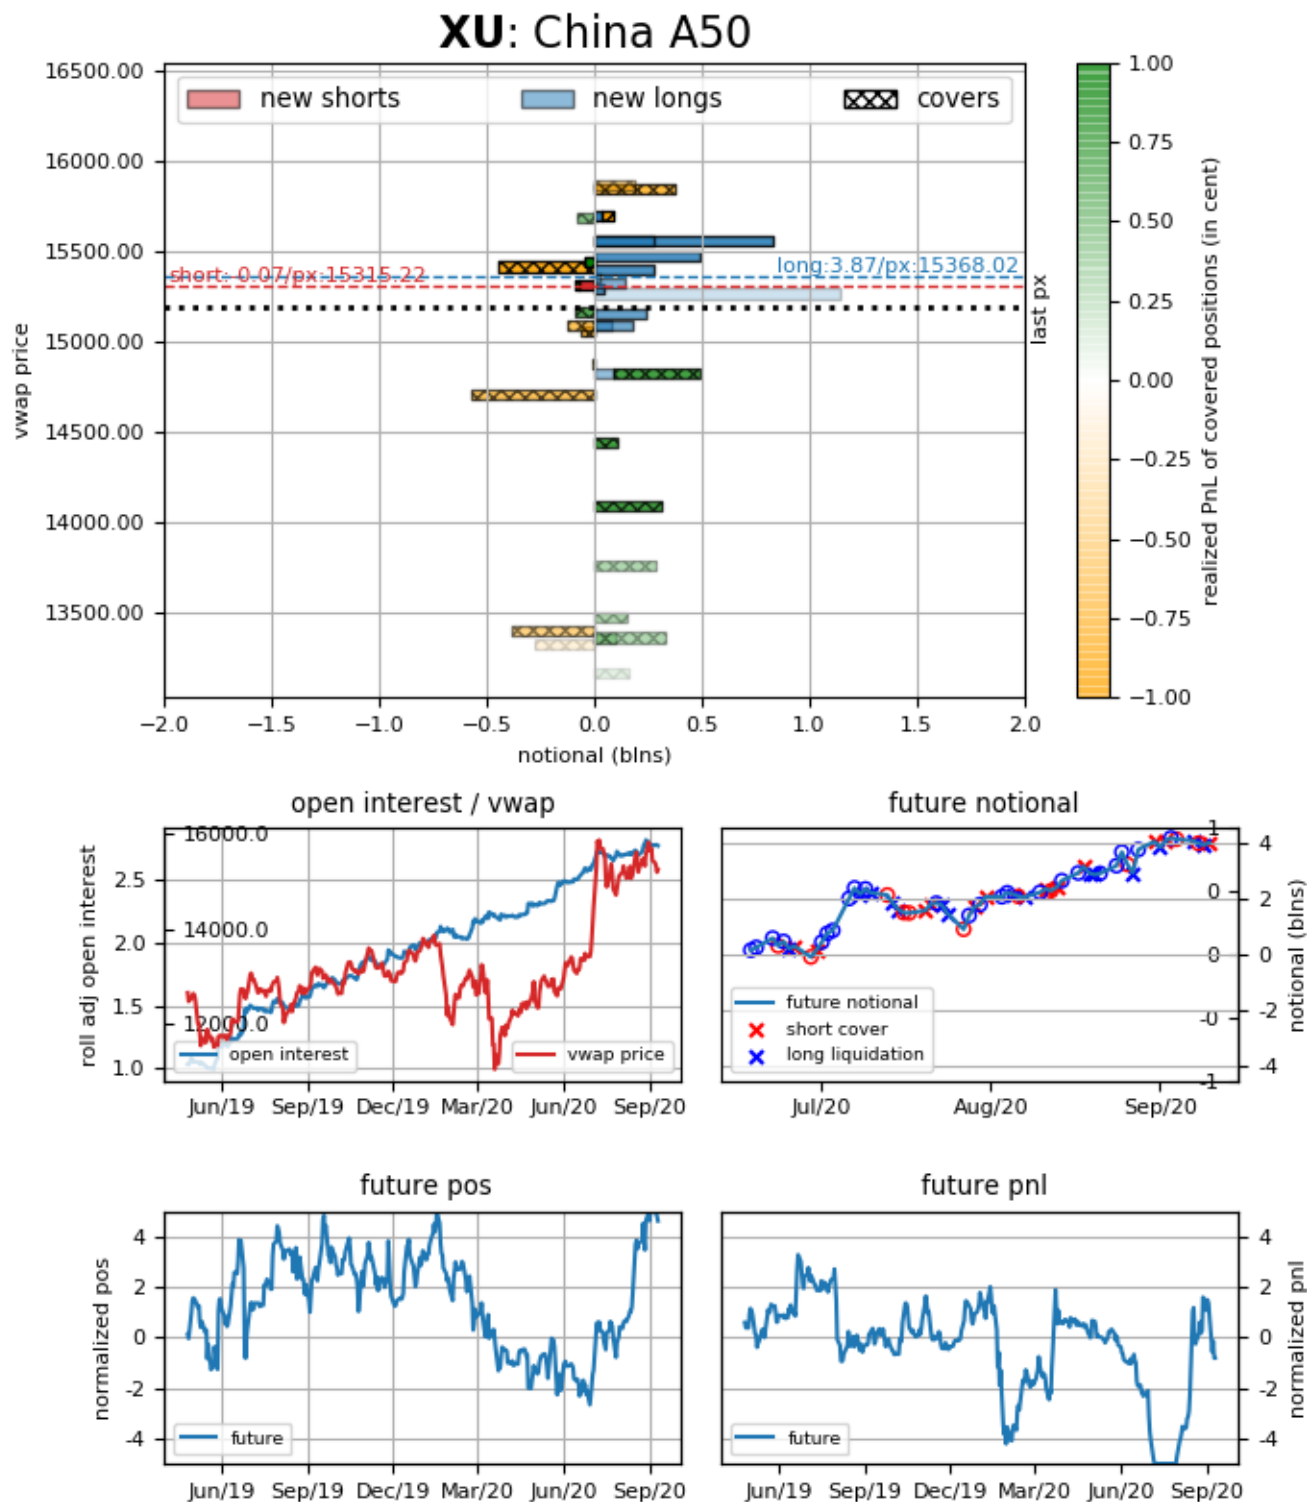 XU: China A50
16500.00
16000.00
15500.00
15000.00
14500.00
14000.00
13500.00
vwap price
new shorts
new longs
covers
short:-0.07/px:15315.22
long:3.87/px:15368.02
last px
−2.0
−1.5
−1.0
−0.5
0.0
0.5
1.0
1.5
2.0
notional (blns)
1.00
0.75
0.50
0.25
0.00
−0.25
−0.50
−0.75
−1.00
realized PnL of covered positions (in cent)
open interest / vwap
16000.0
14000.0
12000.0
2.5
2.0
1.5
1.0
roll adj open interest
open interest
vwap price
Jun/19
Sep/19
Dec/19
Mar/20
Jun/20
Sep/20
future notional
1
0
0
-0
-1
4
2
0
-2
-4
notional (blns)
future notional
short cover
long liquidation
Jul/20
Aug/20
Sep/20
future pos
4
2
0
-2
-4
normalized pos
future
Jun/19
Sep/19
Dec/19
Mar/20
Jun/20
Sep/20
future pnl
4
2
0
-2
-4
normalized pnl
future
Jun/19
Sep/19
Dec/19
Mar/20
Jun/20
Sep/20